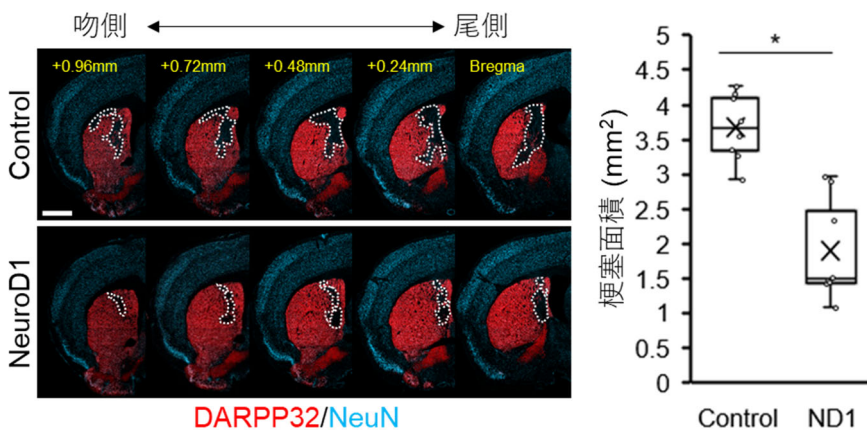 吻側 尾側
+0.96mm +0.72mm +0.48mm +0.24mm Bregma
Control
NeuroD1
DARPP32/NeuN
*
梗塞面積 (mm²)
5
4.5
4
3.5
3
2.5
2
1.5
1
0.5
0
Control ND1